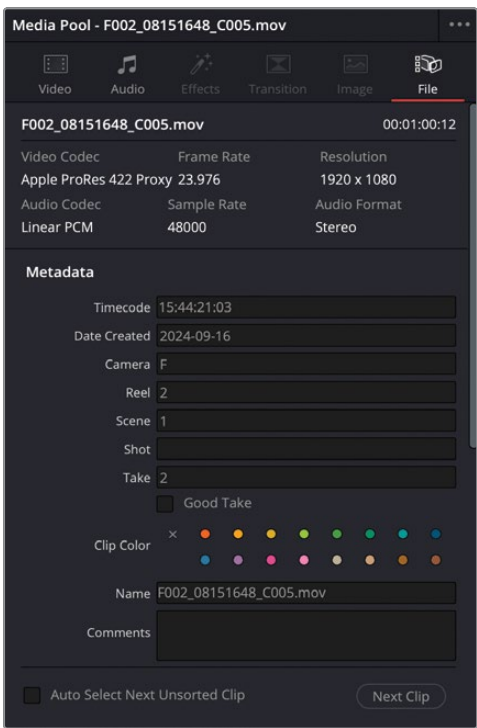 Media Pool - F002_08151648_C005.mov
Video Audio Effects Transition Image File
F002_08151648_C005.mov 00:01:00:12
Video Codec Frame Rate Resolution
Apple ProRes 422 Proxy 23.976 1920 x 1080
Audio Codec Sample Rate Audio Format
Linear PCM 48000 Stereo
Metadata
Timecode 15:44:21:03
Date Created 2024-09-16
Camera F
Reel 2
Scene 1
Shot
Take 2
Good Take
Clip Color
Name F002_08151648_C005.mov
Comments
Auto Select Next Unsorted Clip Next Clip